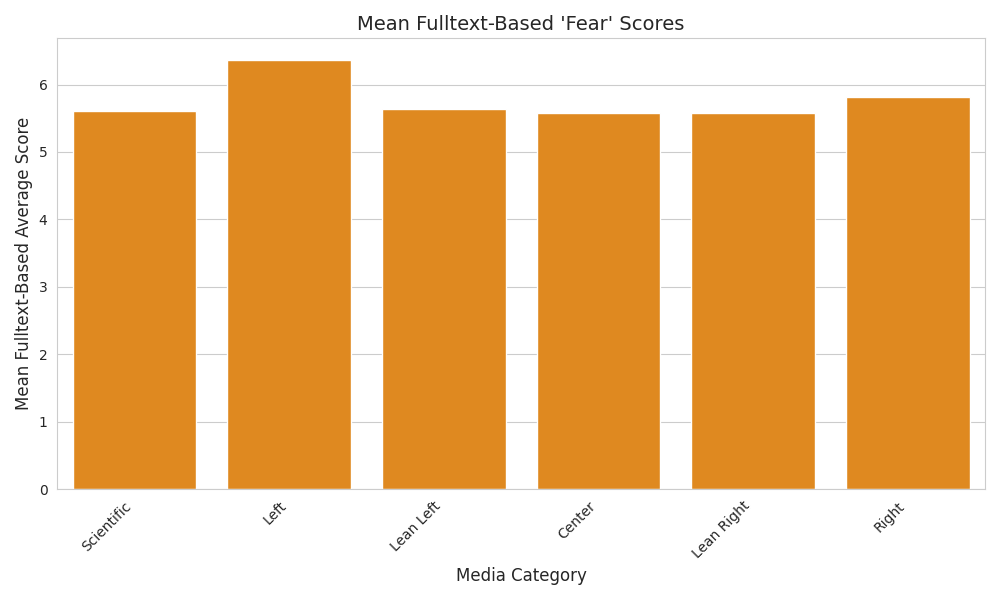 Mean Fulltext-Based 'Fear' Scores
Mean Fulltext-Based Average Score
6
5
4
3
2
1
0
Scientific
Left
Lean Left
Center
Lean Right
Right
Media Category